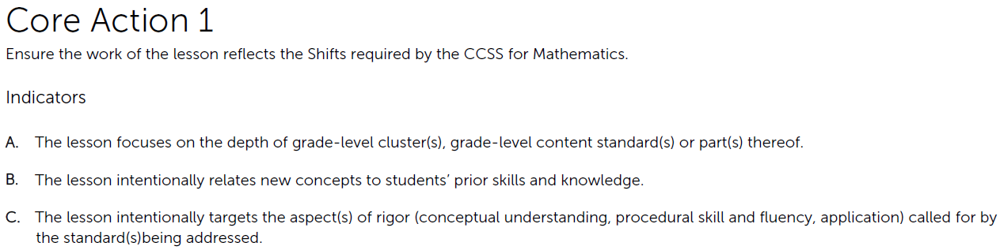 Core Action 1
Ensure the work of the lesson reflects the Shifts required by the CCSS for Mathematics.
Indicators
A. The lesson focuses on the depth of grade-level cluster(s), grade-level content standard(s) or part(s) thereof.
B. The lesson intentionally relates new concepts to students’ prior skills and knowledge.
C. The lesson intentionally targets the aspect(s) of rigor (conceptual understanding, procedural skill and fluency, application) called for by
the standard(s)being addressed.